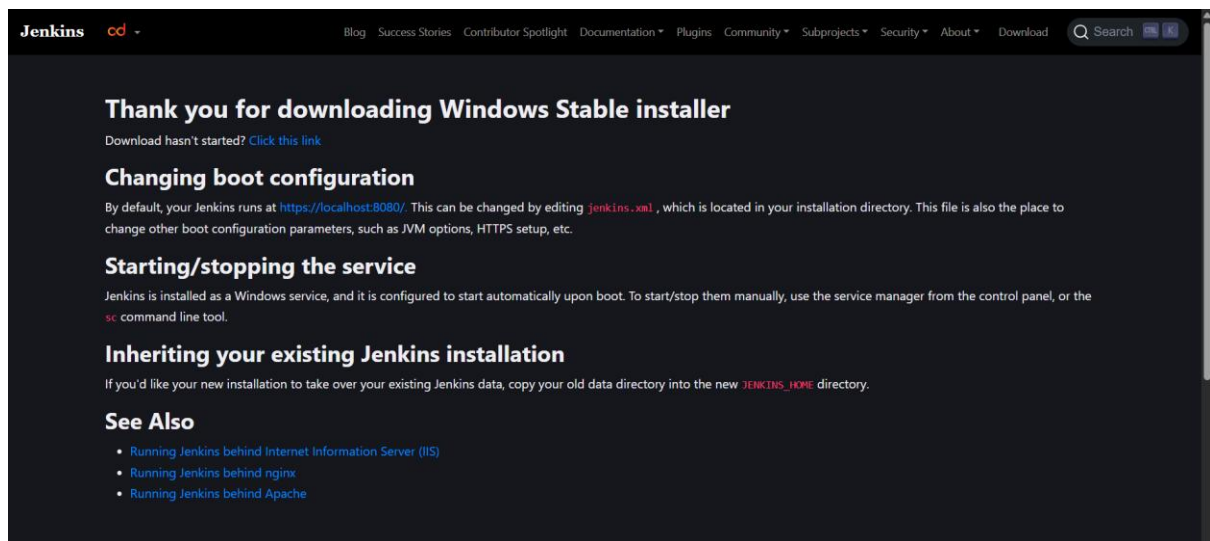 Jenkins cd Blog Success Stories Contributor Spotlight Documentation Plugins Community Subprojects Security About Download Search CTRL K
Thank you for downloading Windows Stable installer
Download hasn't started? Click this link
Changing boot configuration
By default, your Jenkins runs at https://localhost:8080/. This can be changed by editing jenkins.xml , which is located in your installation directory. This file is also the place to
change other boot configuration parameters, such as JVM options, HTTPS setup, etc.
Starting/stopping the service
Jenkins is installed as a Windows service, and it is configured to start automatically upon boot. To start/stop them manually, use the service manager from the control panel, or the
sc command line tool.
Inheriting your existing Jenkins installation
If you'd like your new installation to take over your existing Jenkins data, copy your old data directory into the new JENKINS_HOME directory.
See Also
• Running Jenkins behind Internet Information Server (IIS)
• Running Jenkins behind nginx
• Running Jenkins behind Apache